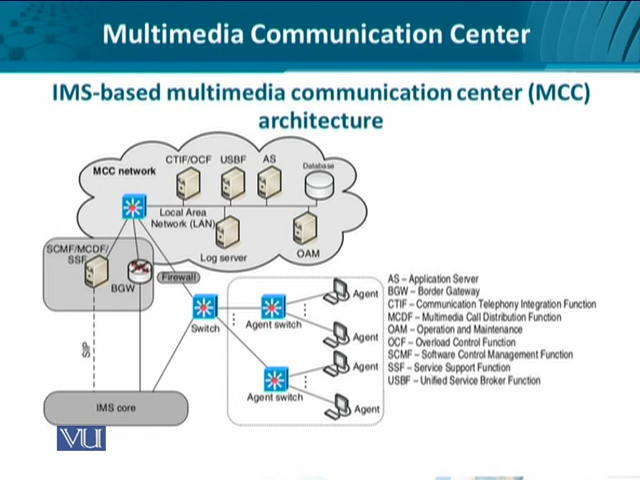 Multimedia Communication Center
IMS-based multimedia communication center (MCC)
architecture
CTIF/OCF USBF AS Database
MCC network
Local Area
Network (LAN)
Log server
OAM
SCMF/MCDF/
SSF
BGW
Firewall
Switch
Agent switch
Agent
Agent
Agent
Agent switch
Agent
SIP
IMS core
AS – Application Server
BGW – Border Gateway
CTIF – Communication Telephony Integration Function
MCDF – Multimedia Call Distribution Function
OAM – Operation and Maintenance
OCF – Overload Control Function
SCMF – Software Control Management Function
SSF – Service Support Function
USBF – Unified Service Broker Function
VU